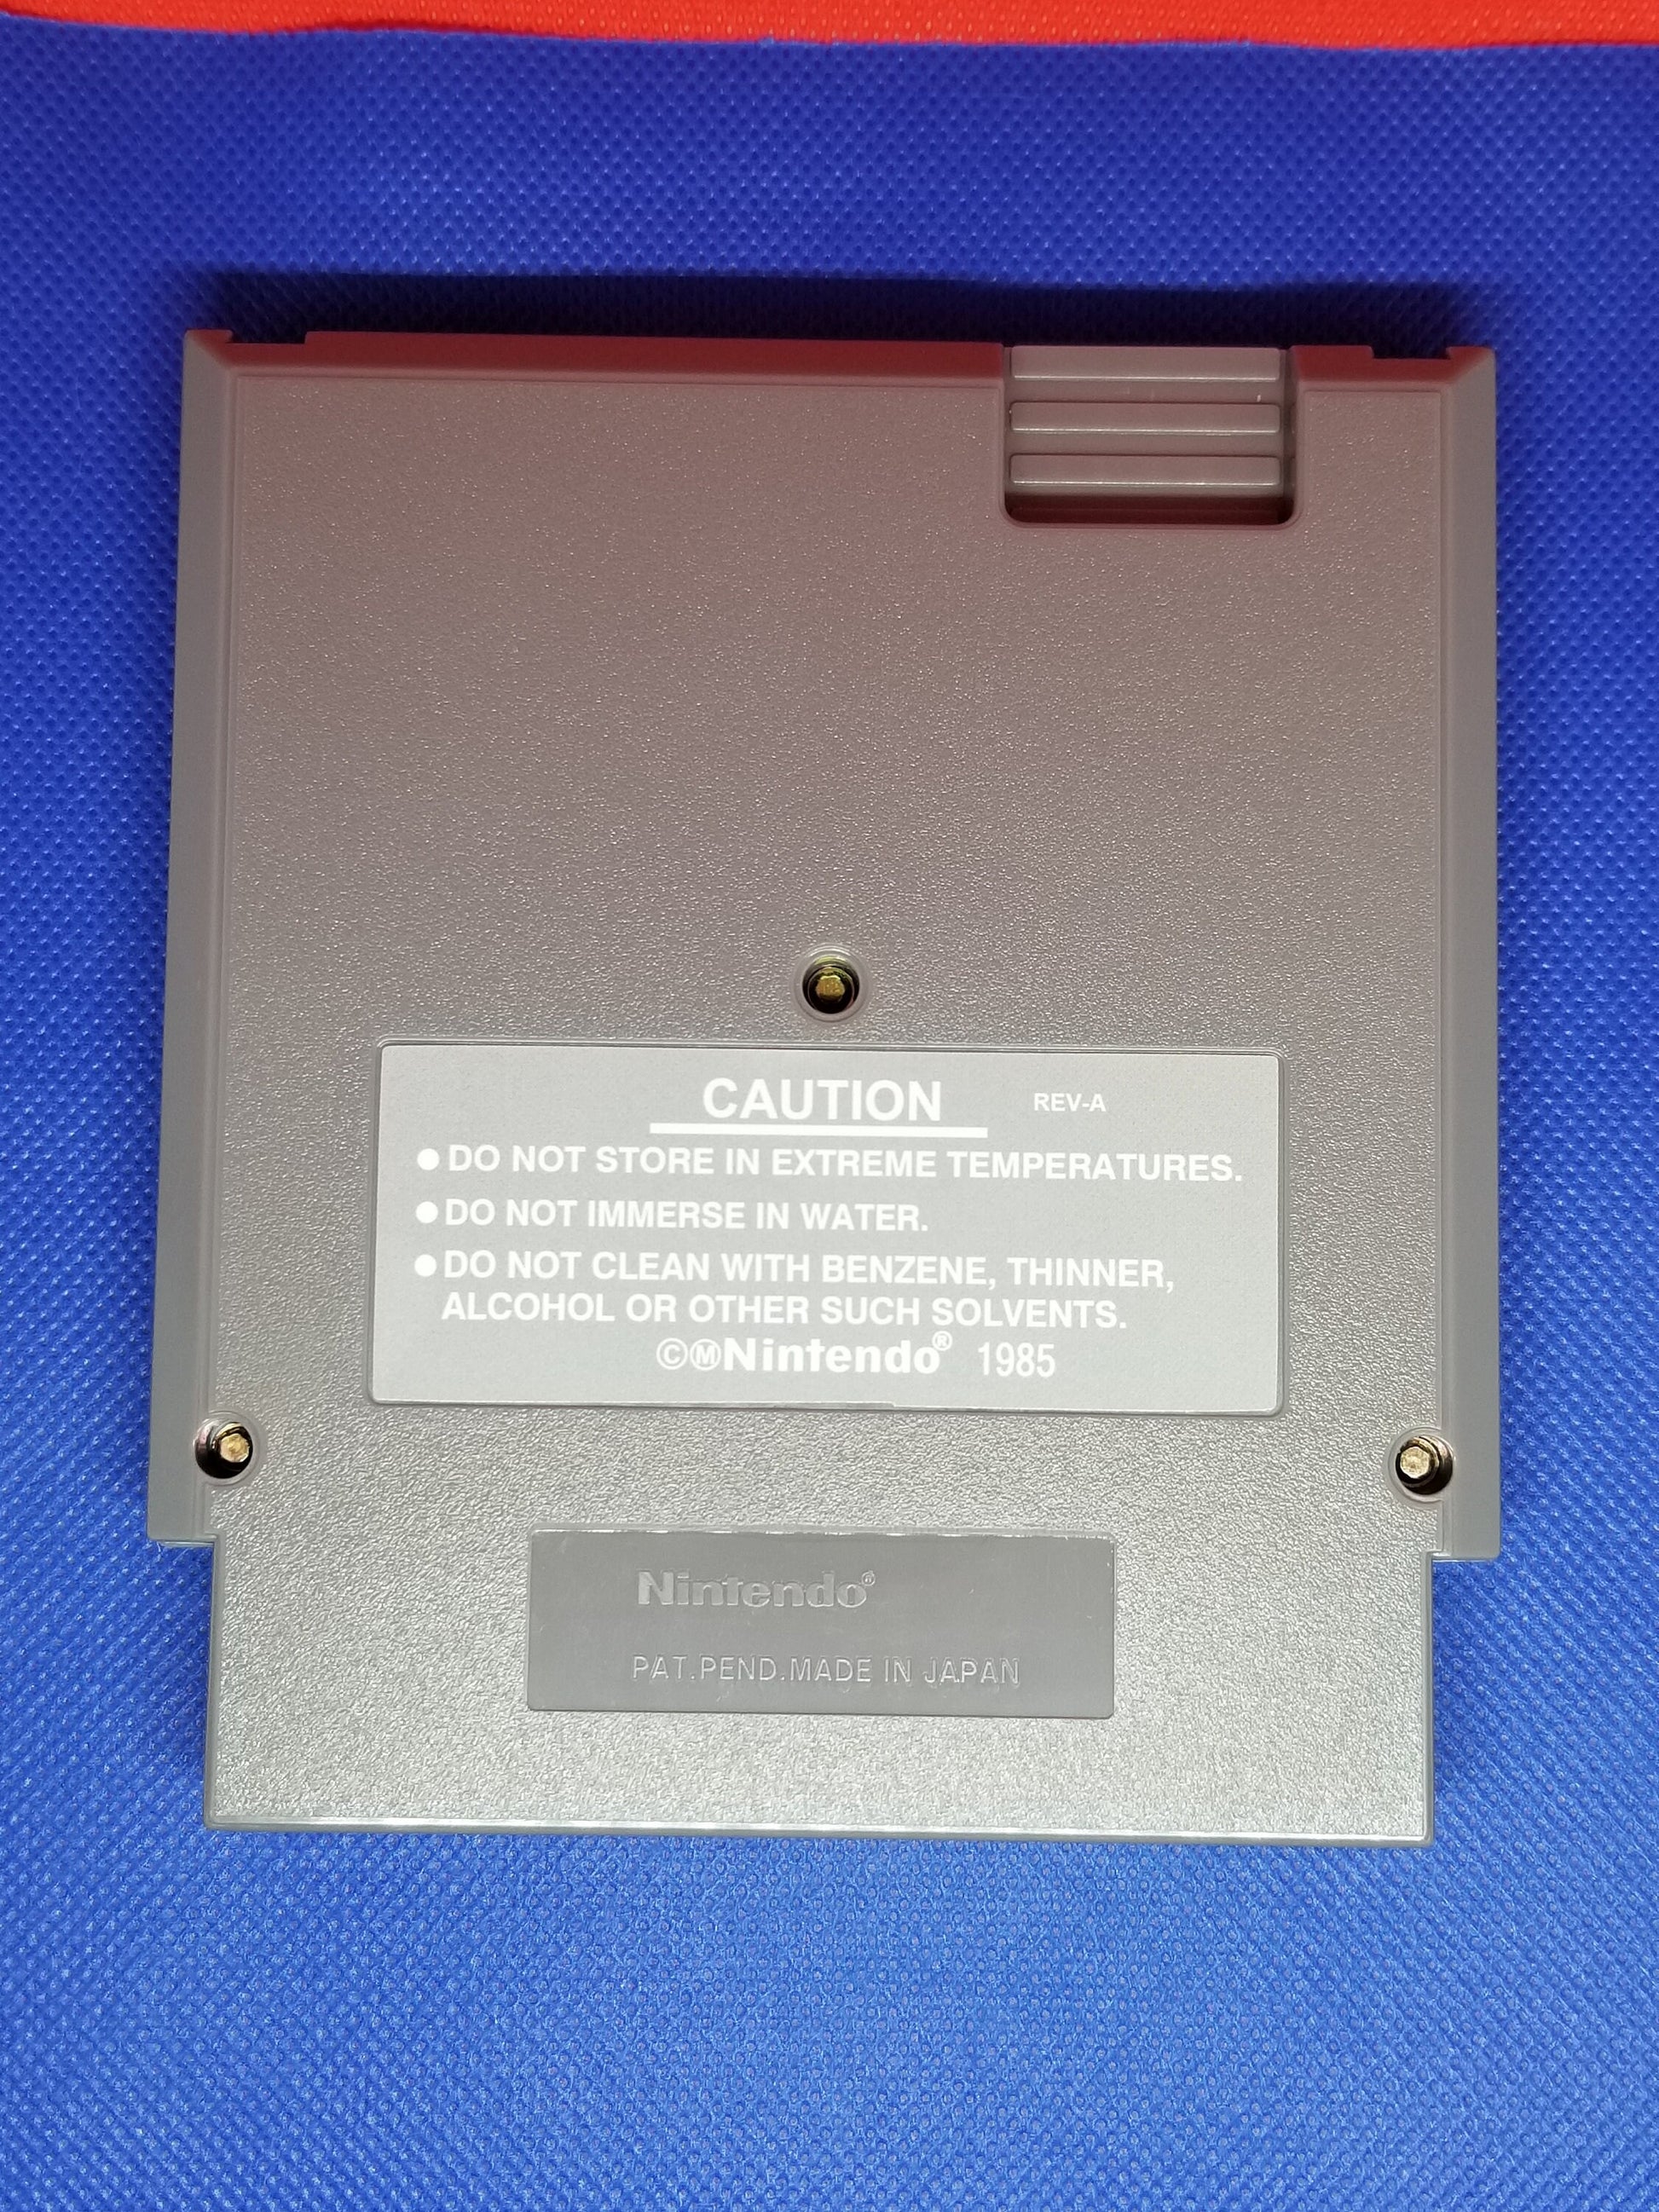 CAUTION REV-A
●DO NOT STORE IN EXTREME TEMPERATURES.
●DO NOT IMMERSE IN WATER.
●DO NOT CLEAN WITH BENZENE, THINNER,
ALCOHOL OR OTHER SUCH SOLVENTS.
©ⓂNintendo® 1985
Nintendo®
PAT.PEND.MADE IN JAPAN